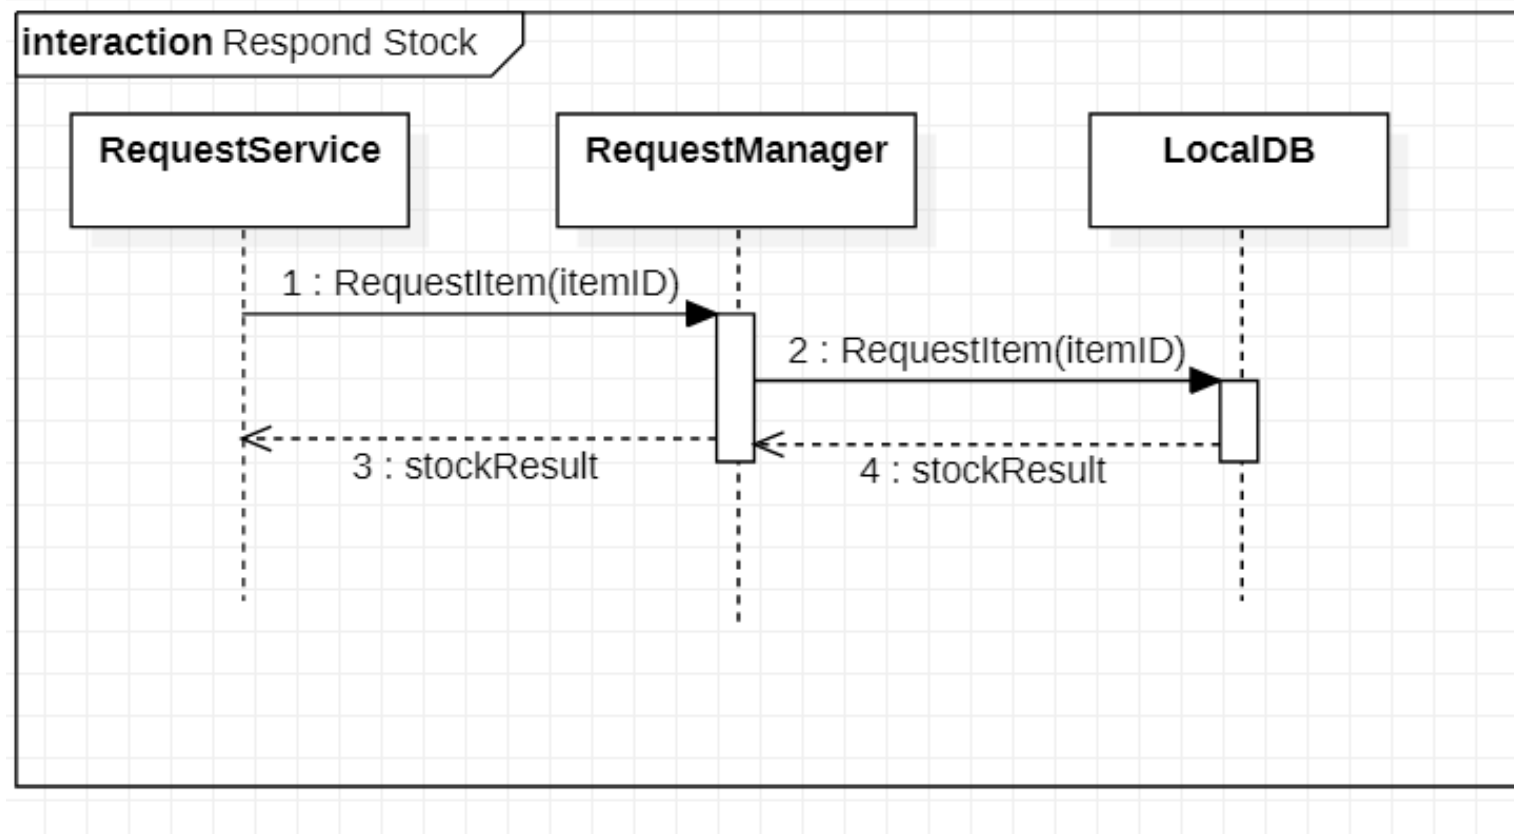 interaction Respond Stock
RequestService
RequestManager
LocalDB
1 : RequestItem(itemID)
2 : RequestItem(itemID)
3 : stockResult
4 : stockResult